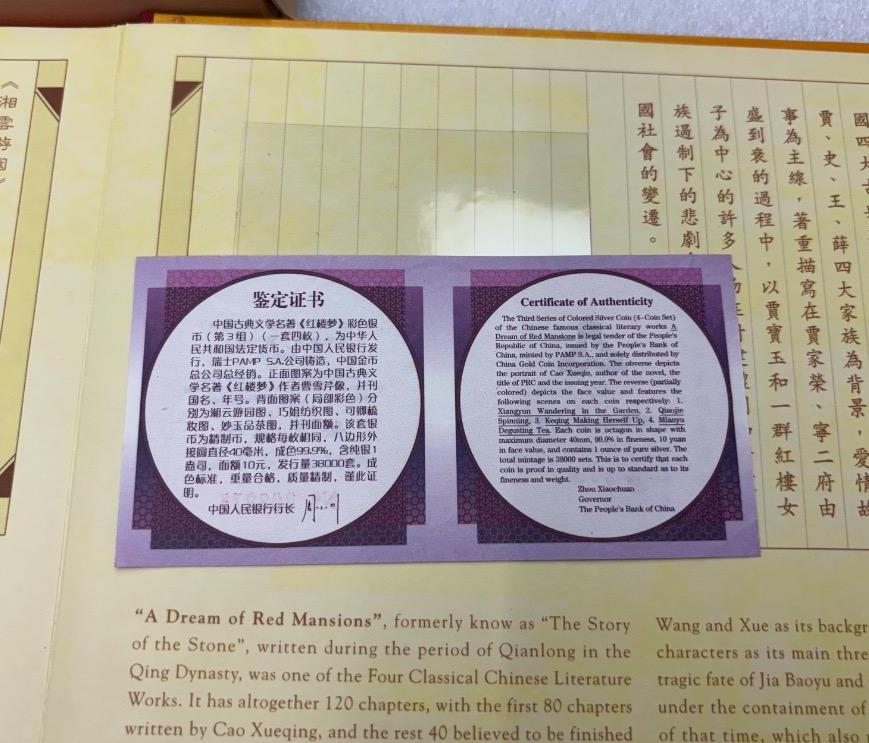 國四大古
賈、史、王、薛四大家族為背景，愛情故
事為主線，著重描寫在賈家榮、寧二府由
盛到衰的過程中，以賈寶玉和一群紅樓女
子為中心的許多人物
族遏制下的悲劇
國社會的變遷。
《湘雲遊園》
鉴定证书
中国古典文学名著《红楼梦》彩色银
币（第3组）（一套四枚），为中华人
民共和国法定货币。由中国人民银行发
行，瑞士PAMP S.A.公司铸造，中国金币
总公司总经销。正面图案为中国古典文
学名著《红楼梦》作者曹雪芹像，并刊
国名、年号。背面图案（局部彩色）分
别为湘云游园图、巧姐纺织图、可卿梳
妆图、妙玉品茶图，并刊面额。该套银
币为精制币，规格每枚相同，八边形外
接圆直径40毫米，成色99.9%，含纯银1
盎司，面额10元，发行量38000套。成
色标准，重量合格，质量精制，谨此证
明。
中国人民银行行长
Certificate of Authenticity
The Third Series of Colored Silver Coin (4-Coin Set)
of the Chinese famous classical literary works A
Dream of Red Mansions is legal tender of the People's
Republic of China, issued by the People's Bank of
China, minted by PAMP S.A., and solely distributed by
China Gold Coin Incorporation. The obverse depicts
the portrait of Cao Xueqin, author of the novel, the
title of PRC and the issuing year. The reverse (partially
colored) depicts the face value and features the
following scenes on each coin respectively: 1.
Xiangyun Wandering in the Garden, 2. Qiaojie
Spinning, 3. Keqing Making Herself Up, 4. Miaoyu
Degusting Tea. Each coin is octagon in shape with
maximum diameter 40mm, 99.9% in fineness, 10 yuan
in face value, and contains 1 ounce of pure silver. The
total mintage is 38000 sets. This is to certify that each
coin is proof in quality and is up to standard as to its
fineness and weight.
Zhou Xiaochuan
Governor
The People's Bank of China
"A Dream of Red Mansions", formerly know as "The Story
of the Stone", written during the period of Qianlong in the
Qing Dynasty, was one of the Four Classical Chinese Literature
Works. It has altogether 120 chapters, with the first 80 chapters
written by Cao Xueqing, and the rest 40 believed to be finished
Wang and Xue as its backgr
characters as its main thre
tragic fate of Jia Baoyu and
under the containment of
of that time, which also